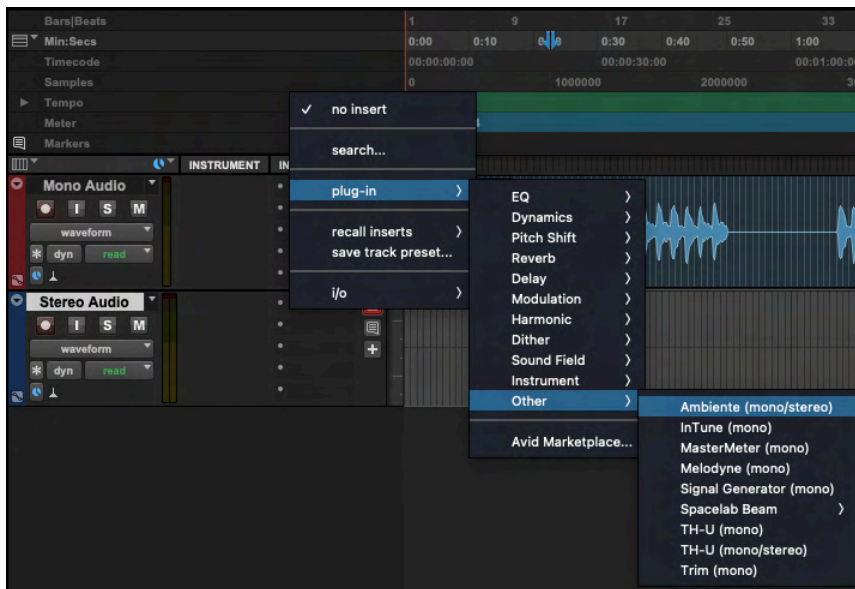 Bars|Beats 1 9 17 25 33
Min:Secs 0:00 0:10 0:30 0:40 0:50 1:00
Timecode 00:00:00:00 00:00:30:00 00:01:00:0
Samples 0 1000000 2000000
Tempo
Meter
Markers
INSTRUMENT IN
Mono Audio
I S M
waveform
dyn read
Stereo Audio
I S M
waveform
dyn read
no insert
search...
plug-in
recall inserts
save track preset...
i/o
EQ
Dynamics
Pitch Shift
Reverb
Delay
Modulation
Harmonic
Dither
Sound Field
Instrument
Other
Avid Marketplace...
Ambiente (mono/stereo)
InTune (mono)
MasterMeter (mono)
Melodyne (mono)
Signal Generator (mono)
Spacelab Beam
TH-U (mono)
TH-U (mono/stereo)
Trim (mono)